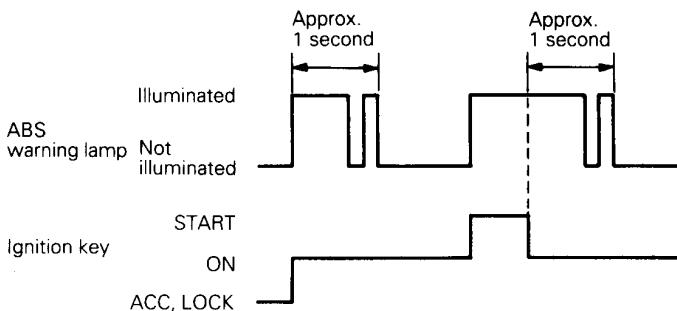 Approx.
1 second
Approx.
1 second
Illuminated
ABS
warning lamp
Not
illuminated
START
Ignition key
ON
ACC, LOCK